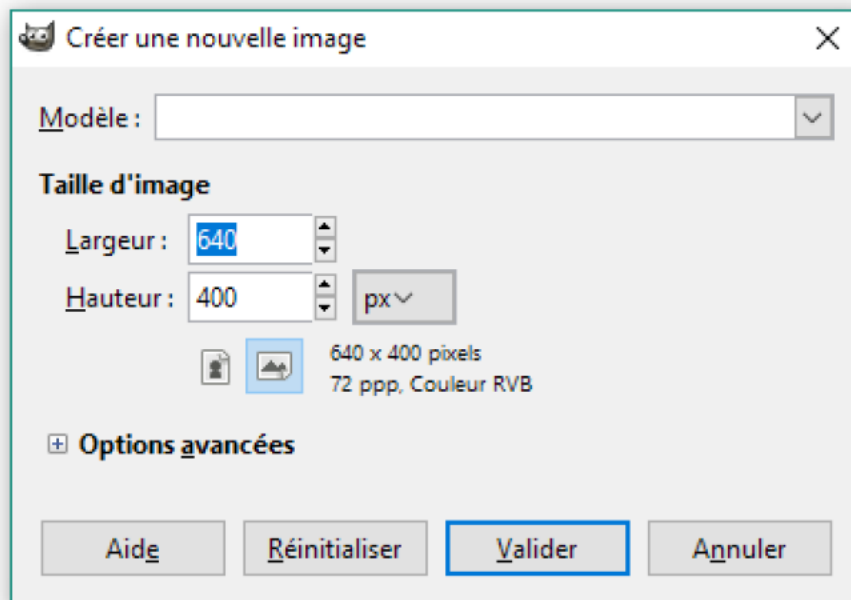 Créer une nouvelle image
Modèle :
Taille d'image
Largeur : 640
Hauteur : 400 px
640 x 400 pixels
72 ppp, Couleur RVB
Options avancées
Aide Réinitialiser Valider Annuler